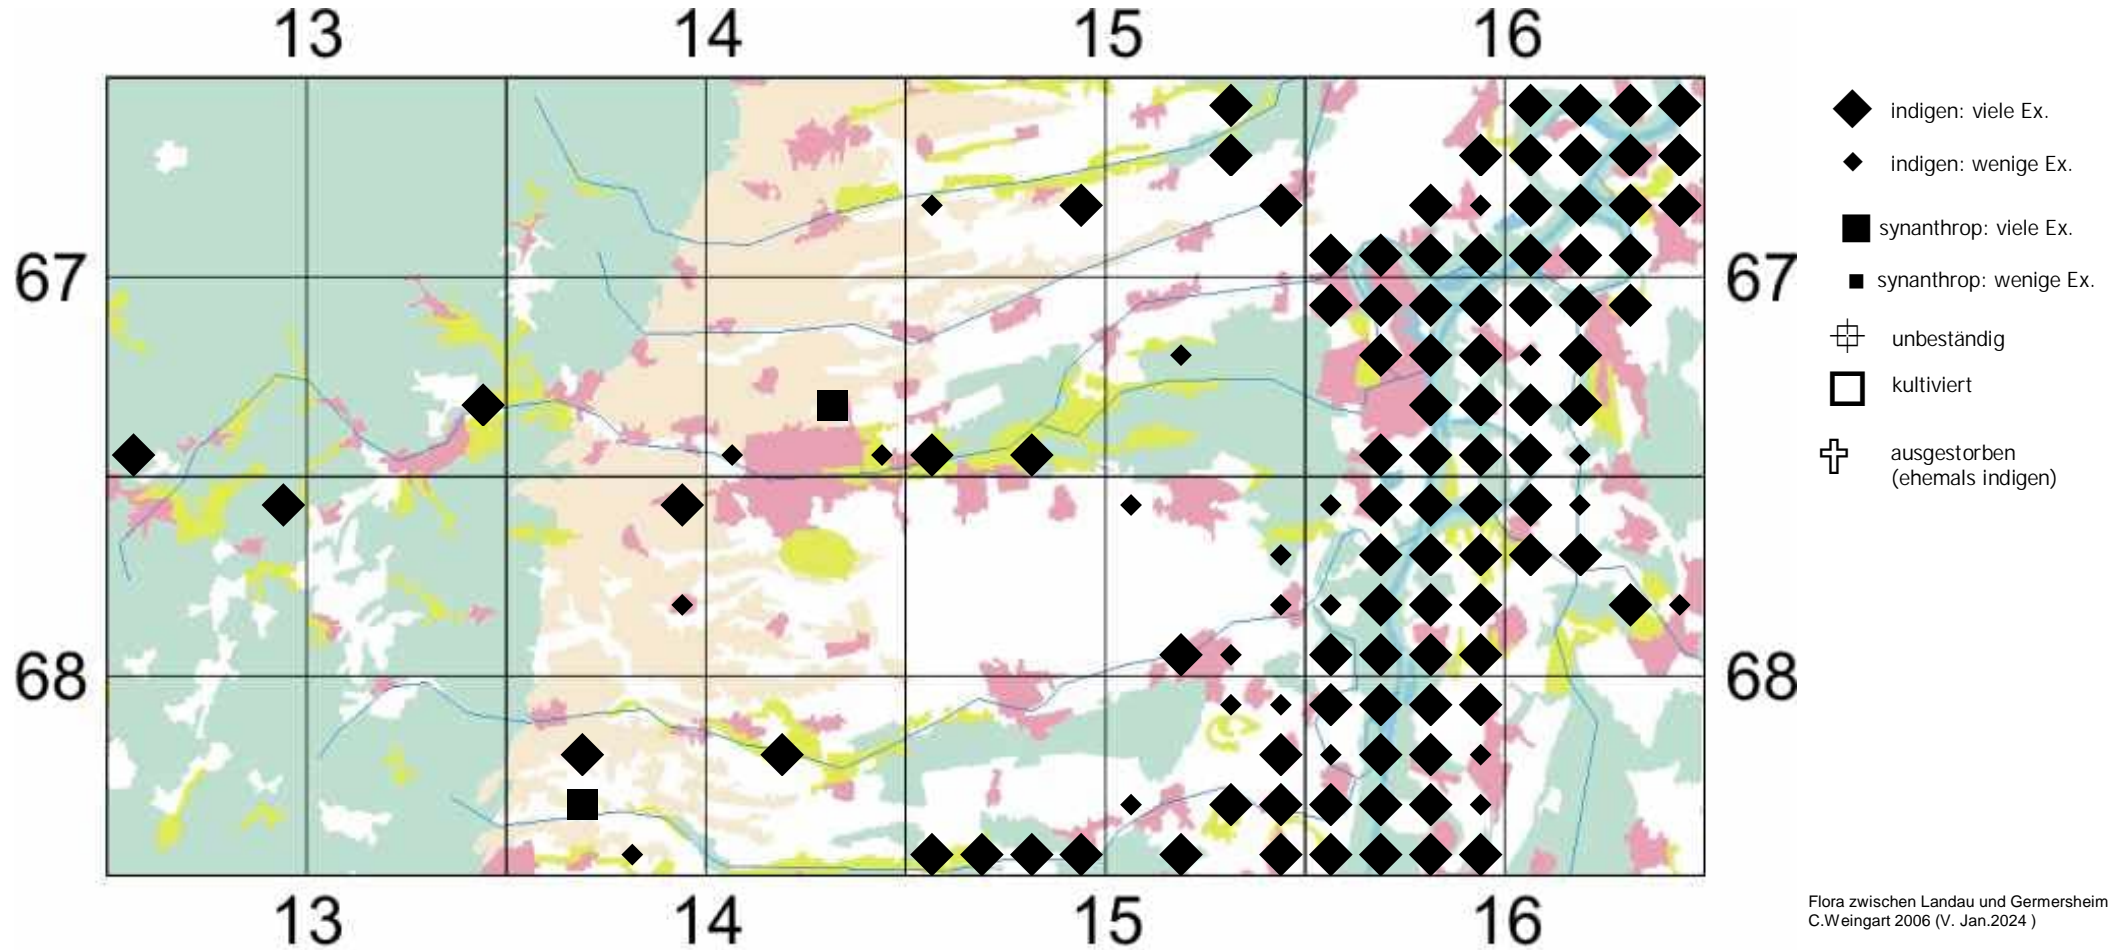 13 14 15 16
67 67
68 68
13 14 15 16
indigen: viele Ex.
indigen: wenige Ex.
synanthrop: viele Ex.
synanthrop: wenige Ex.
unbeständig
kultiviert
ausgestorben
(ehemals indigen)
Flora zwischen Landau und Germersheim
C.Weingart 2006 (V. Jan.2024 )